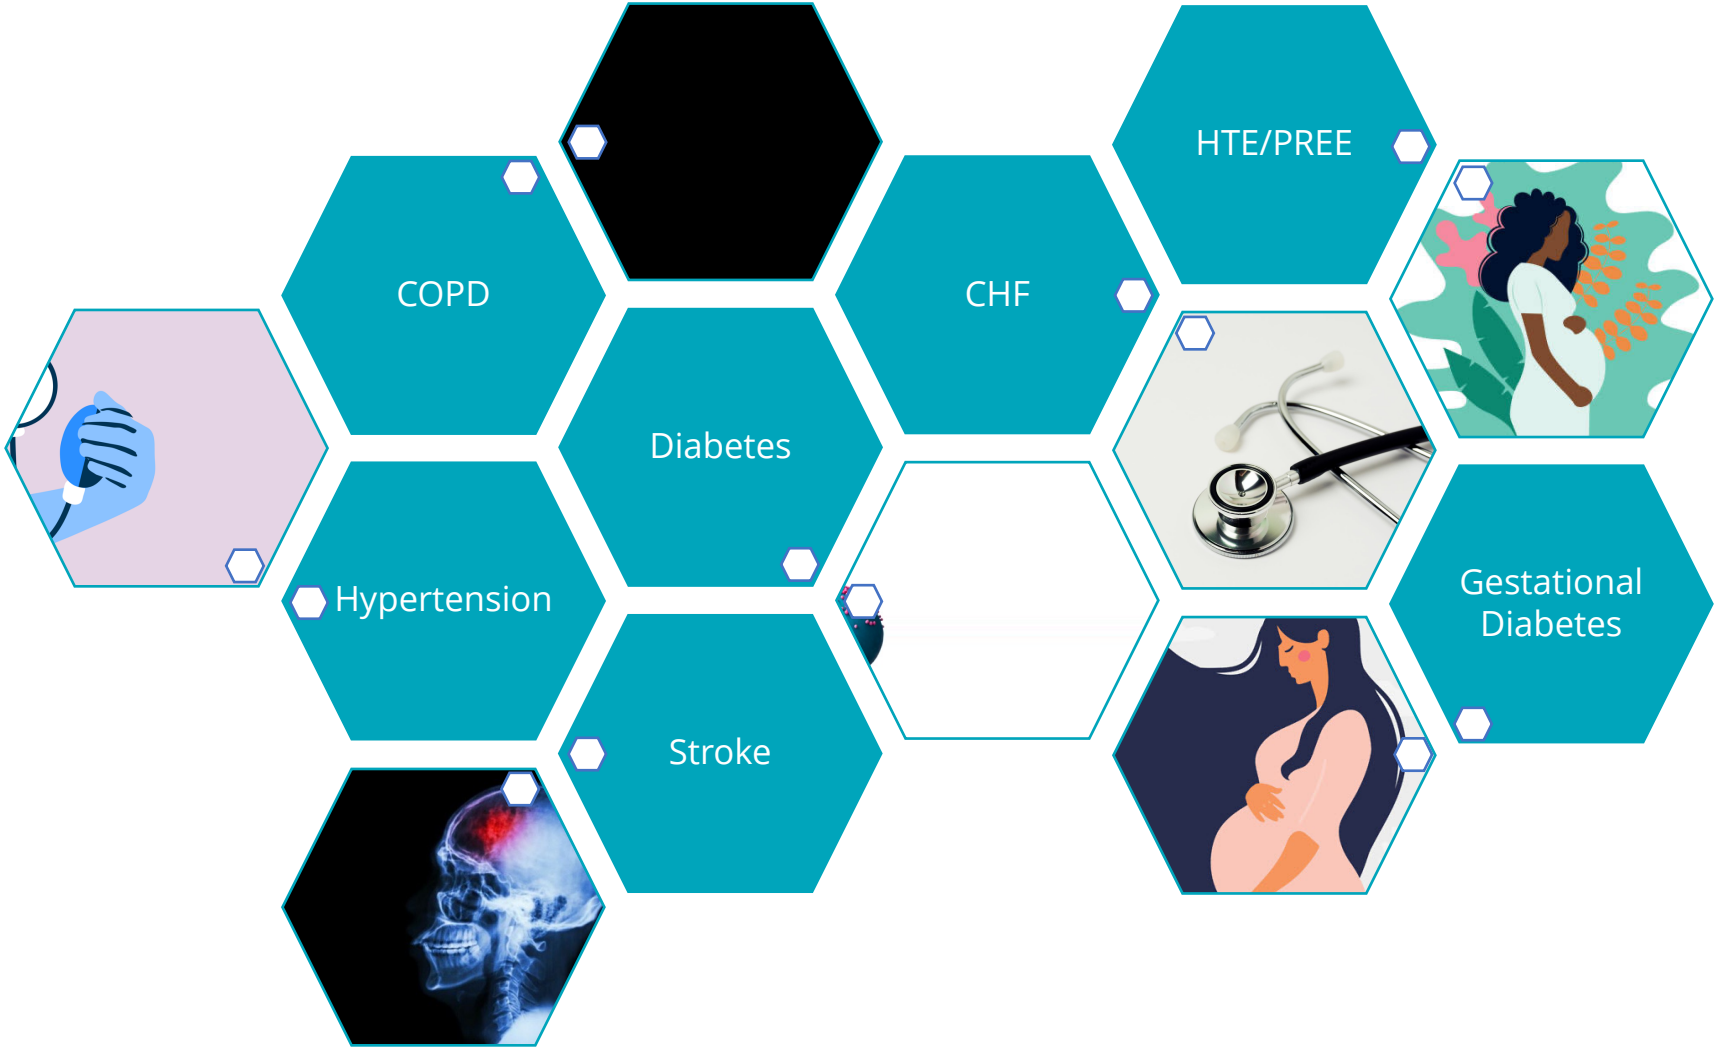 HTE/PREE
COPD
CHF
Diabetes
Hypertension
Gestational
Diabetes
Stroke